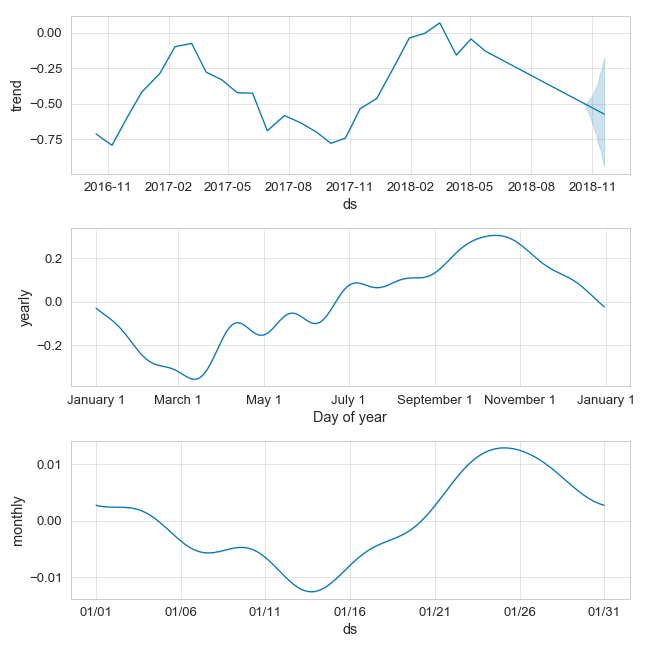 0.00
−0.25
−0.50
−0.75
trend
2016-11 2017-02 2017-05 2017-08 2017-11 2018-02 2018-05 2018-08 2018-11
ds
0.2
0.0
−0.2
yearly
January 1 March 1 May 1 July 1 September 1 November 1 January 1
Day of year
0.01
0.00
−0.01
monthly
01/01 01/06 01/11 01/16 01/21 01/26 01/31
ds